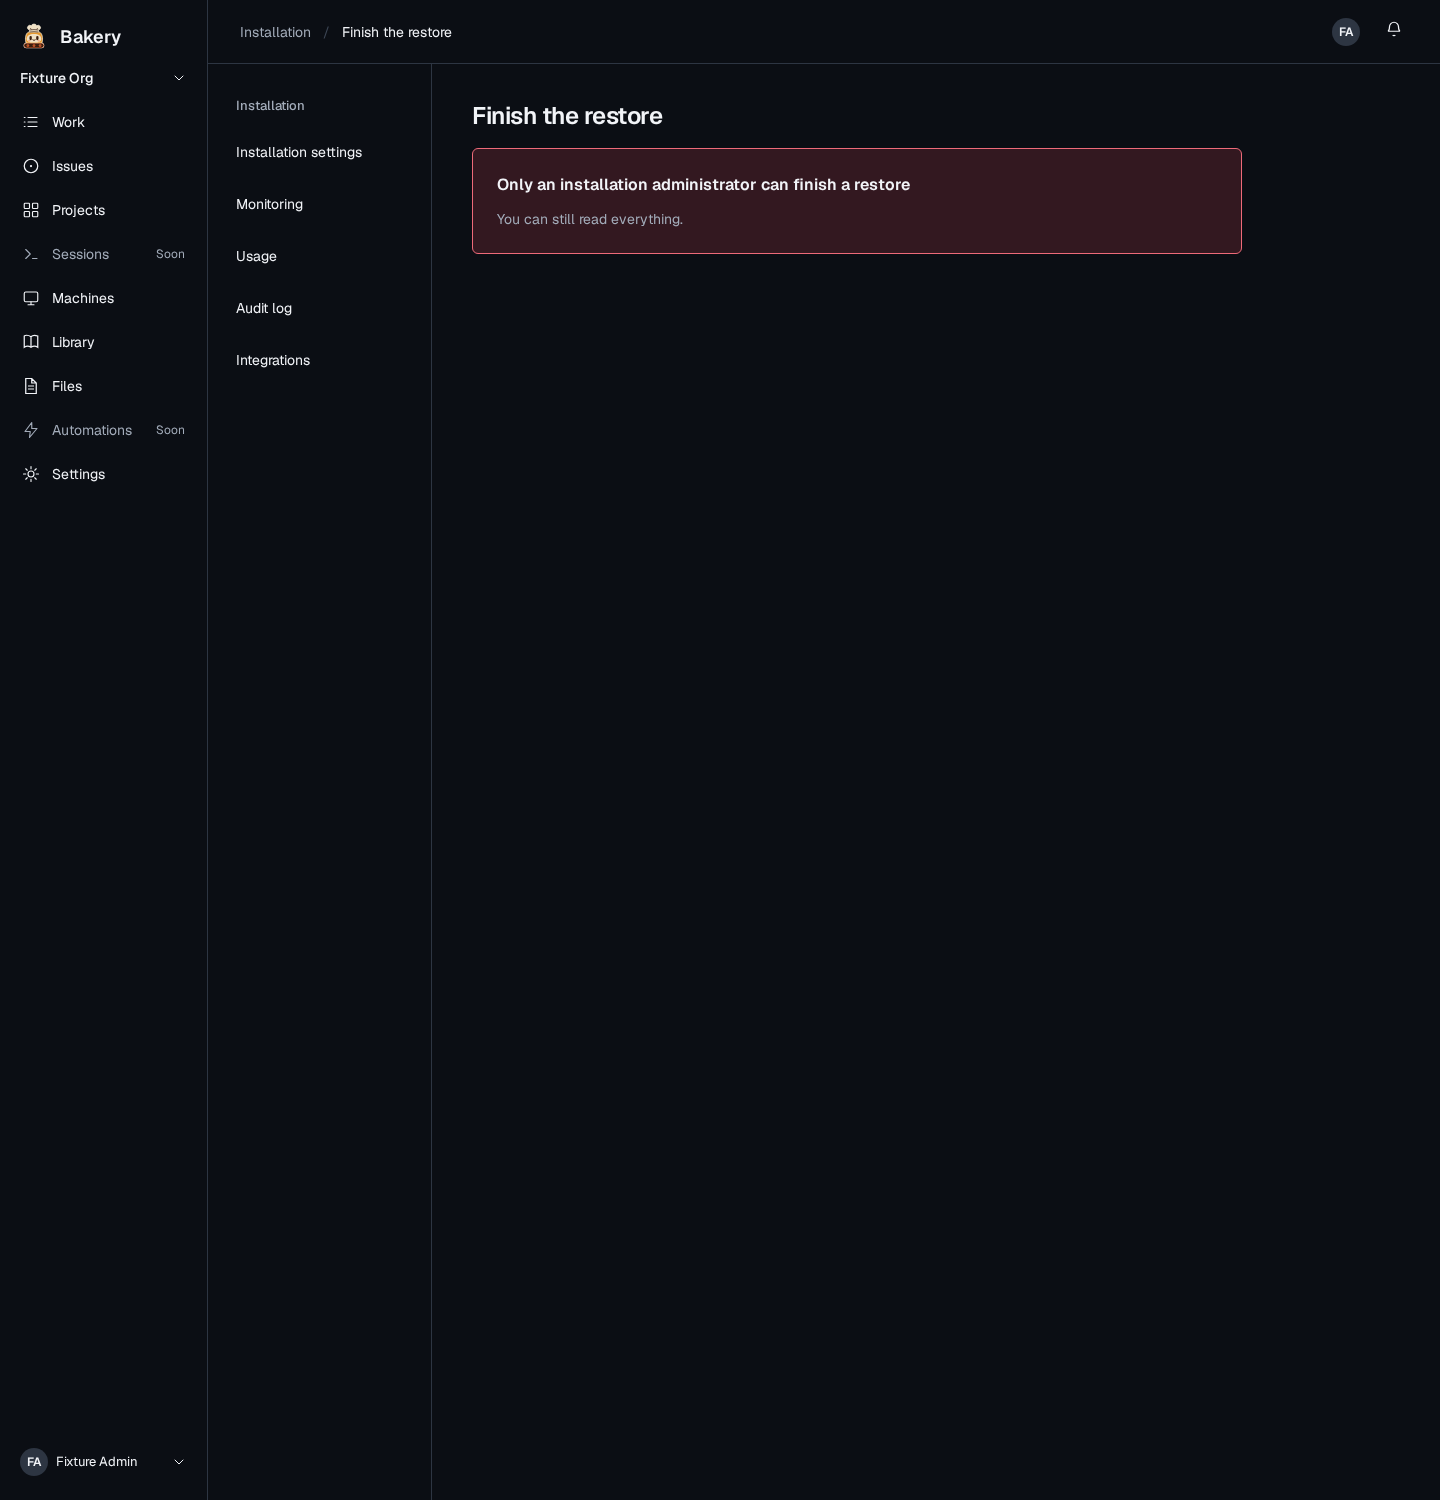 Bakery
Fixture Org
Work
Issues
Projects
Sessions Soon
Machines
Library
Files
Automations Soon
Settings
FA Fixture Admin
Installation / Finish the restore
FA
Installation
Installation settings
Monitoring
Usage
Audit log
Integrations
Finish the restore
Only an installation administrator can finish a restore
You can still read everything.